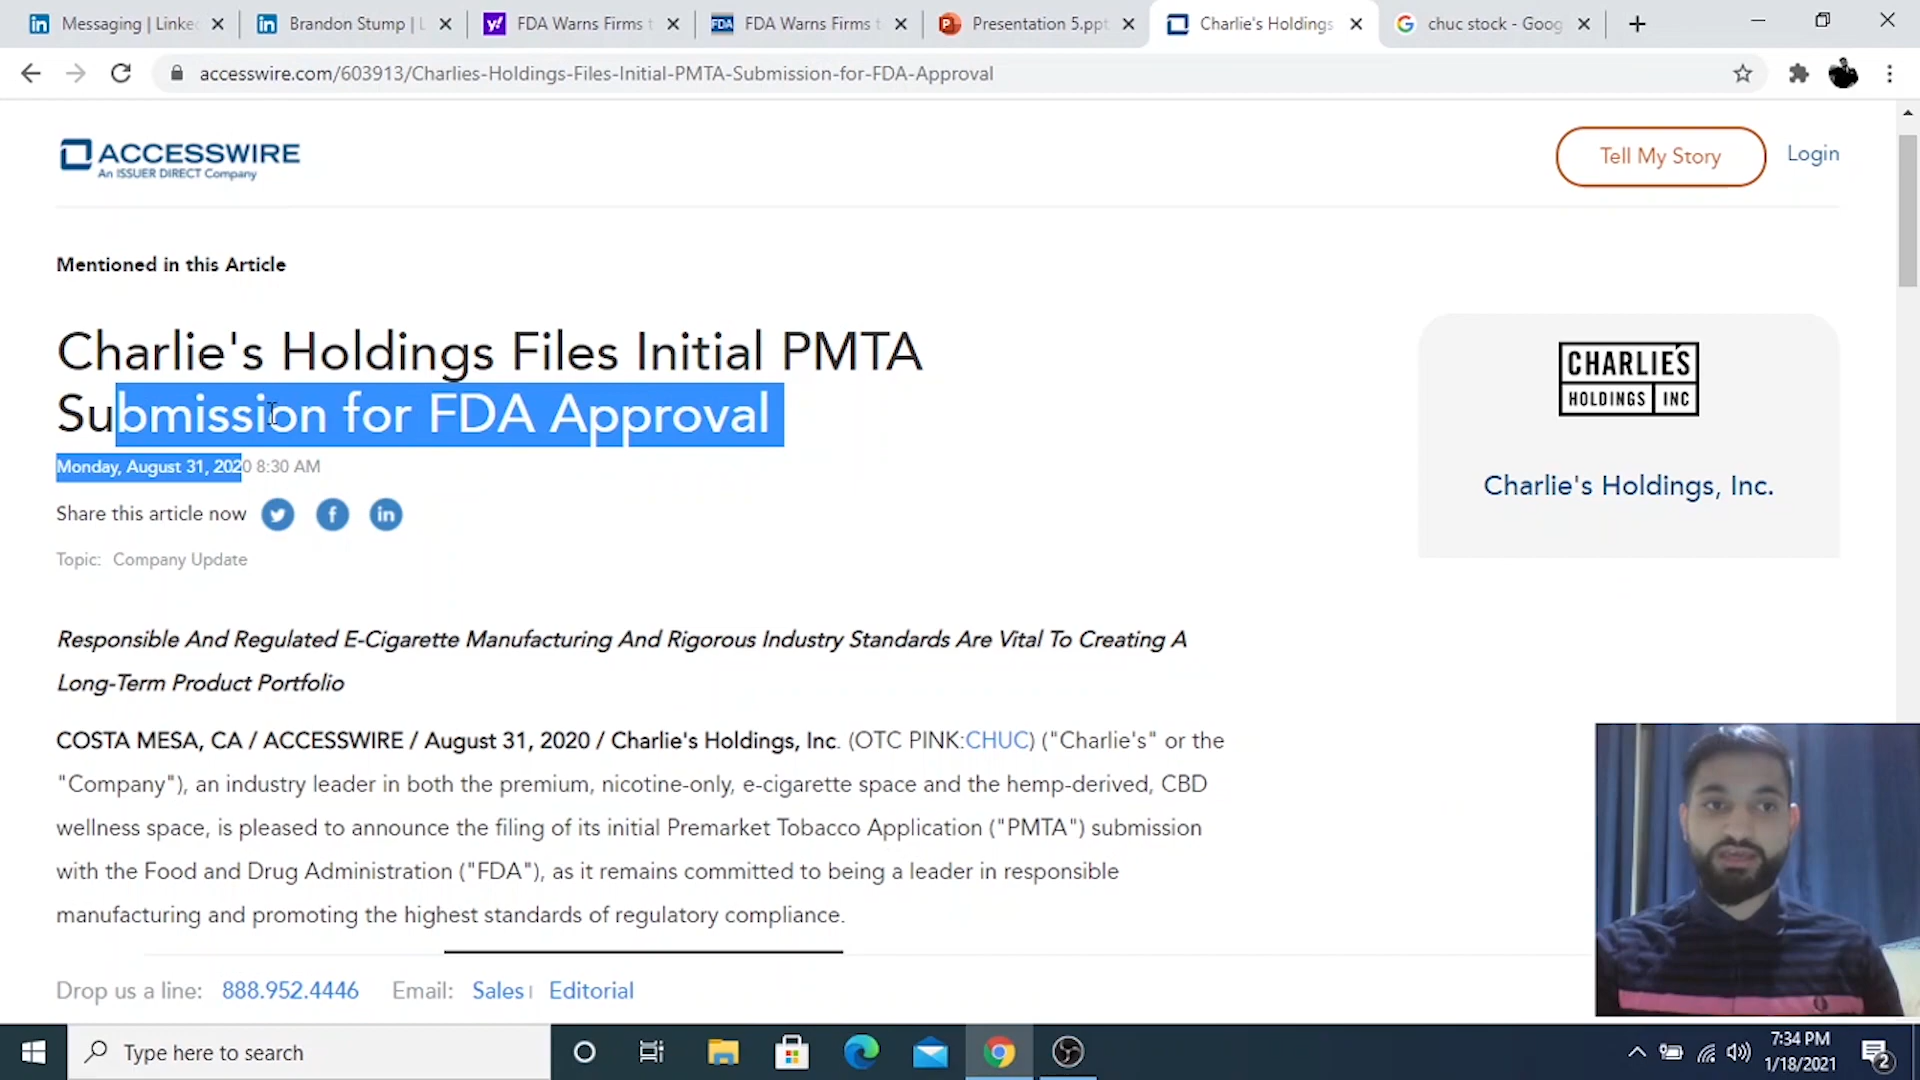 Messaging | Linke
Brandon Stump | L
FDA Warns Firms t
FDA Warns Firms t
Presentation 5.ppt
Charlie's Holdings
chuc stock - Goog
accesswire.com/603913/Charlies-Holdings-Files-Initial-PMTA-Submission-for-FDA-Approval
ACCESSWIRE
An ISSUER DIRECT Company
Tell My Story
Login
Mentioned in this Article
Charlie's Holdings Files Initial PMTA
Submission for FDA Approval
Monday, August 31, 2020 8:30 AM
Share this article now
Topic: Company Update
CHARLIE'S
HOLDINGS INC
Charlie's Holdings, Inc.
Responsible And Regulated E-Cigarette Manufacturing And Rigorous Industry Standards Are Vital To Creating A
Long-Term Product Portfolio
COSTA MESA, CA / ACCESSWIRE / August 31, 2020 / Charlie's Holdings, Inc. (OTC PINK:CHUC) ("Charlie's" or the
"Company"), an industry leader in both the premium, nicotine-only, e-cigarette space and the hemp-derived, CBD
wellness space, is pleased to announce the filing of its initial Premarket Tobacco Application ("PMTA") submission
with the Food and Drug Administration ("FDA"), as it remains committed to being a leader in responsible
manufacturing and promoting the highest standards of regulatory compliance.
Drop us a line: 888.952.4446 Email: Sales | Editorial
Type here to search
7:34 PM
1/18/2021
2